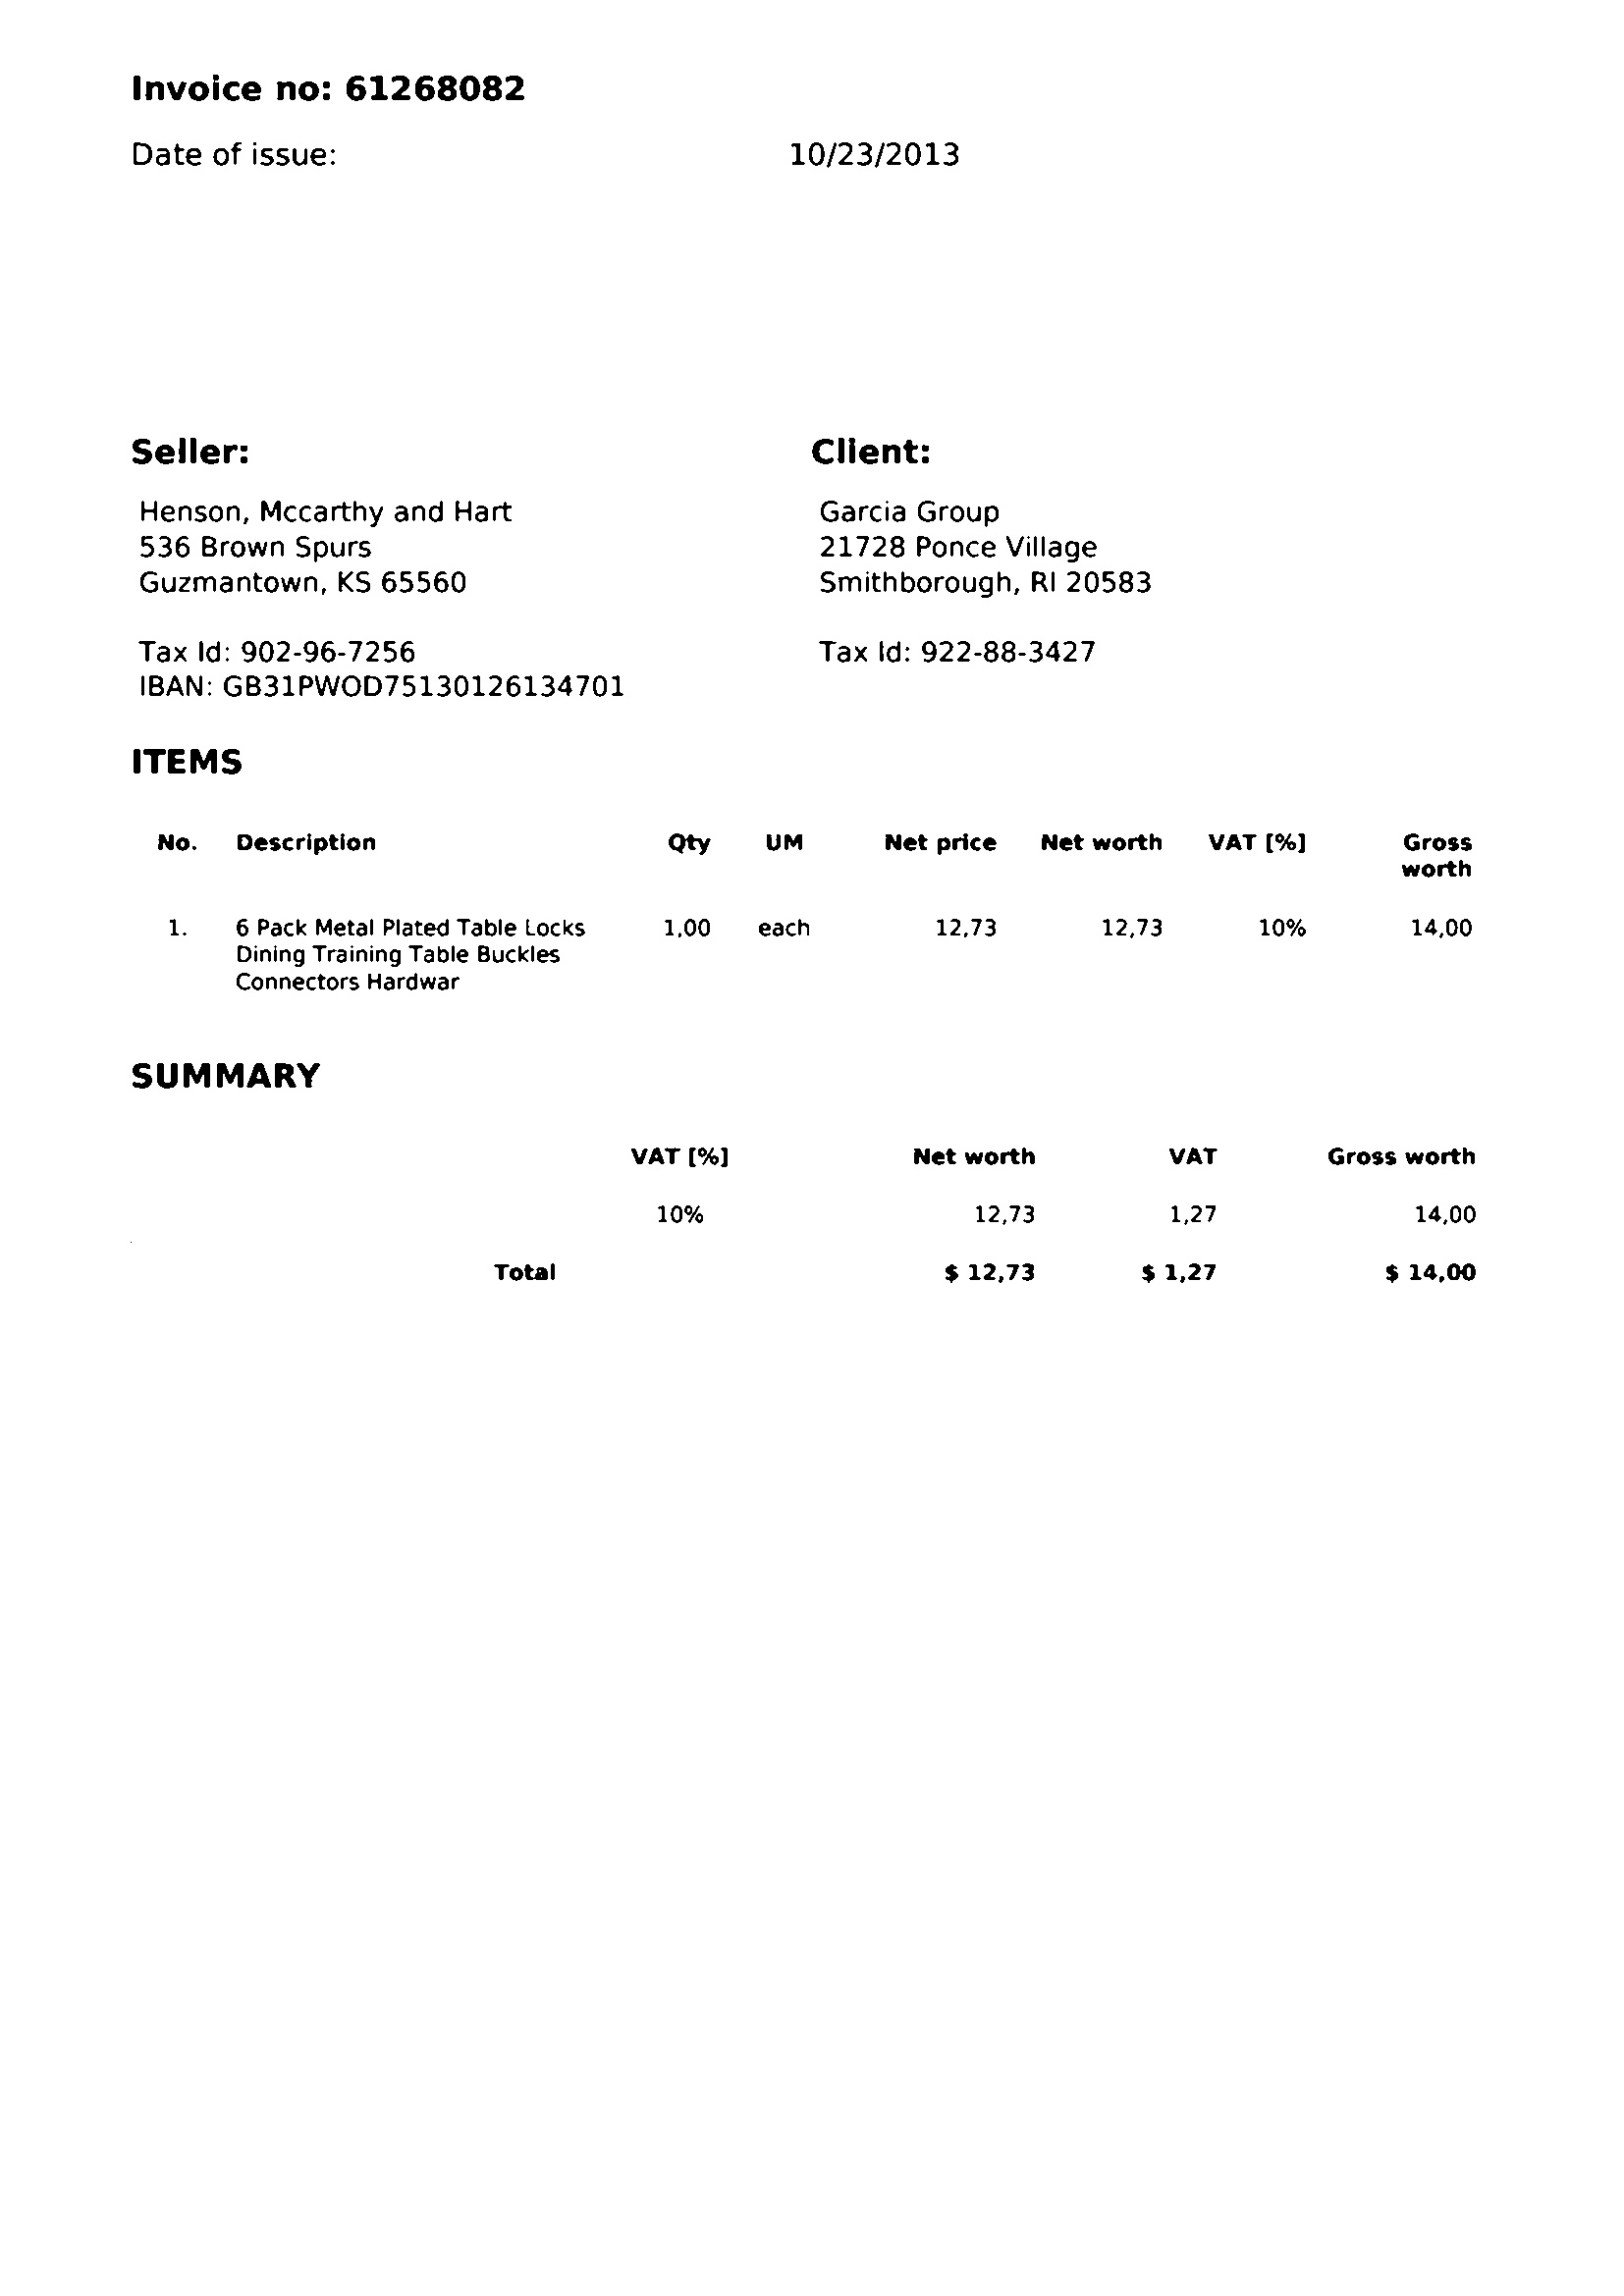 Invoice no: 61268082
Date of issue: 10/23/2013
Seller: Client:
Henson, Mccarthy and Hart Garcia Group
536 Brown Spurs 21728 Ponce Village
Guzmantown, KS 65560 Smithborough, RI 20583
Tax Id: 902-96-7256 Tax Id: 922-88-3427
IBAN: GB31PWOD75130126134701
ITEMS
No. Description Qty UM Net price Net worth VAT [%] Gross
worth
1. 6 Pack Metal Plated Table Locks 1,00 each 12,73 12,73 10% 14,00
Dining Training Table Buckles
Connectors Hardwar
SUMMARY
VAT [%] Net worth VAT Gross worth
10% 12,73 1,27 14,00
Total $ 12,73 $ 1,27 $ 14,00